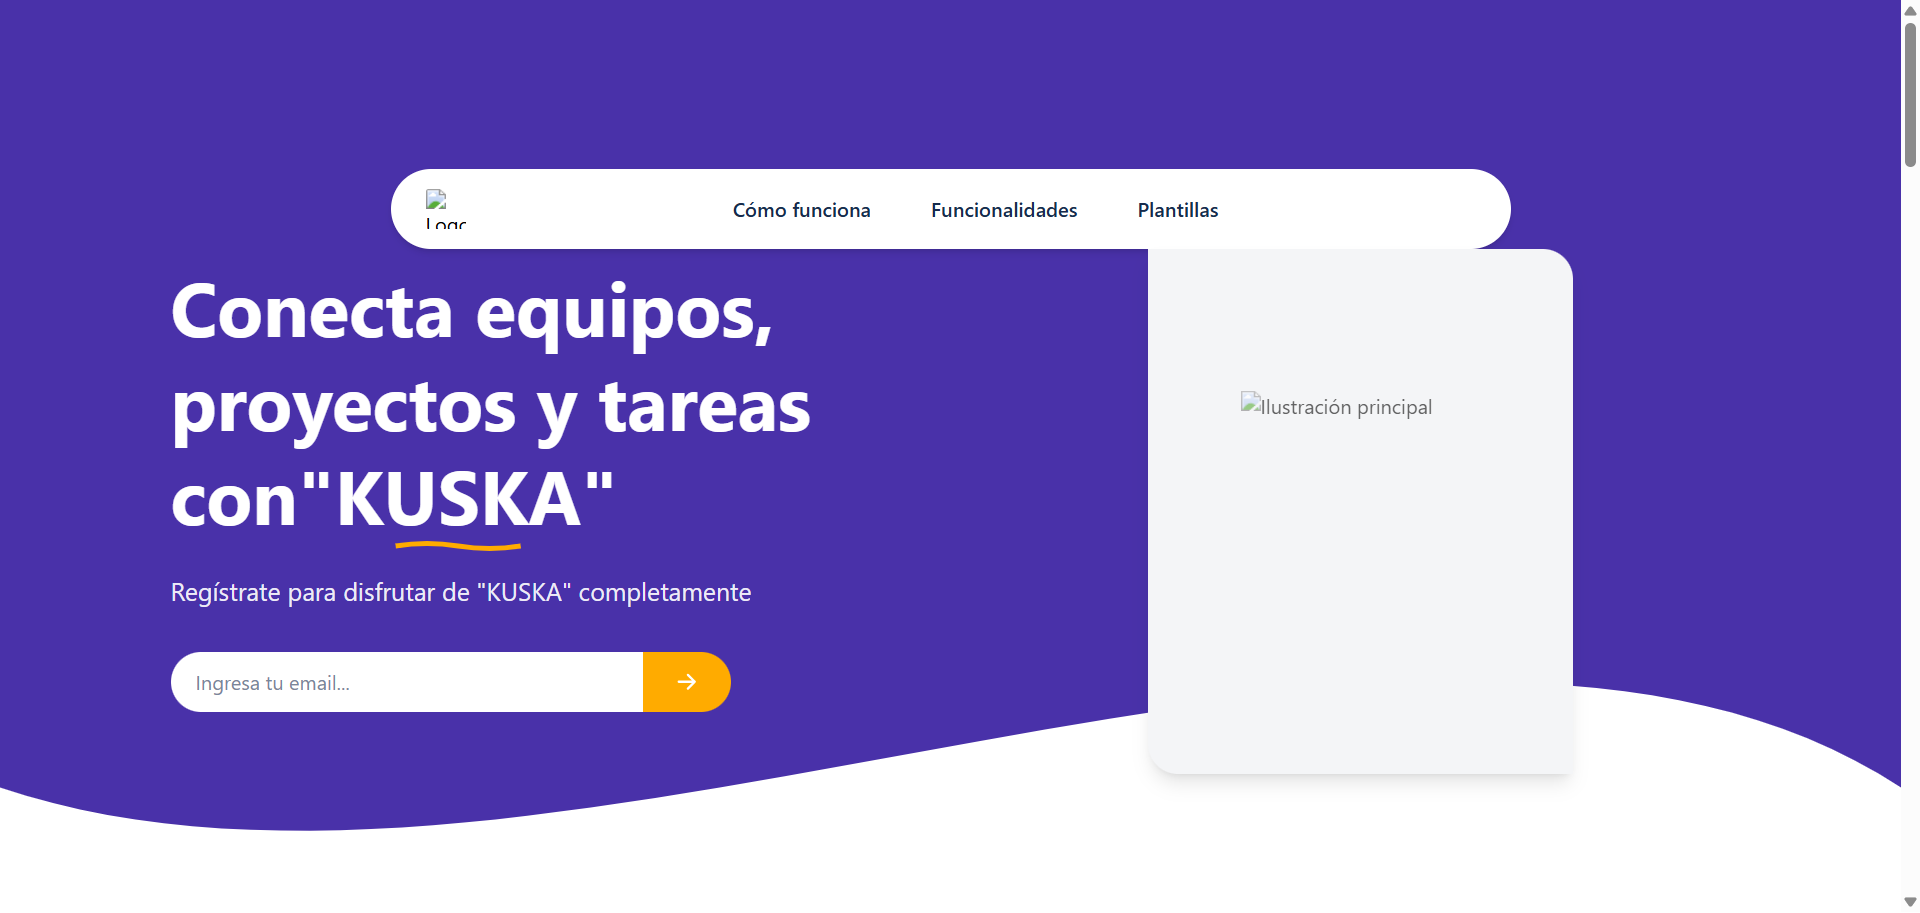 Logo
Cómo funciona
Funcionalidades
Plantillas
Conecta equipos,
proyectos y tareas
con"KUSKA"
Ilustración principal
Regístrate para disfrutar de "KUSKA" completamente
Ingresa tu email...